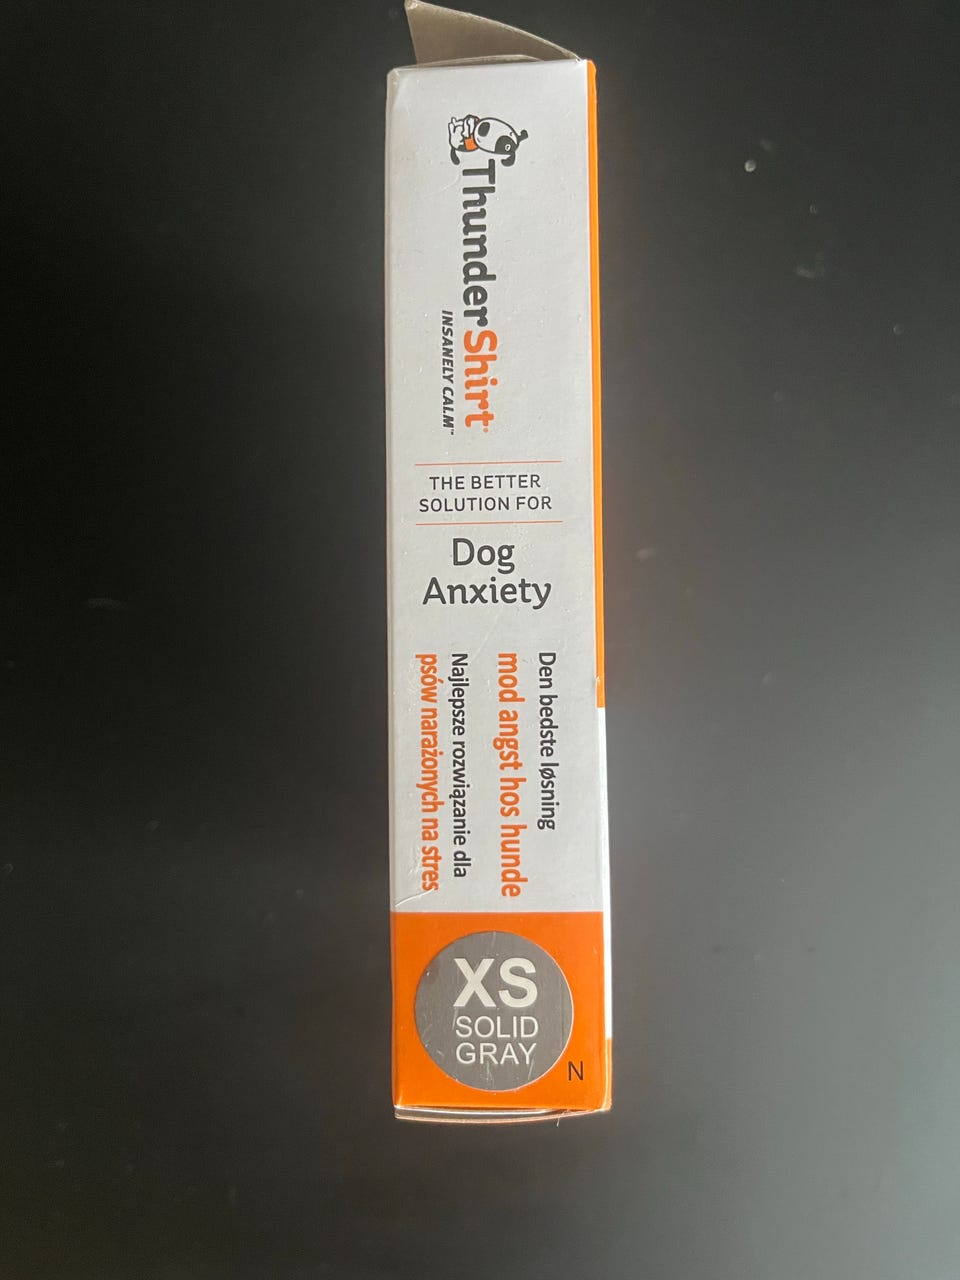 ThunderShirt®
INSANELY CALM™
THE BETTER
SOLUTION FOR
Dog
Anxiety
Den bedste løsning
mod angst hos hunde
Najlepsze rozwiązanie dla
psów narażonych na stres
XS
SOLID
GRAY
N